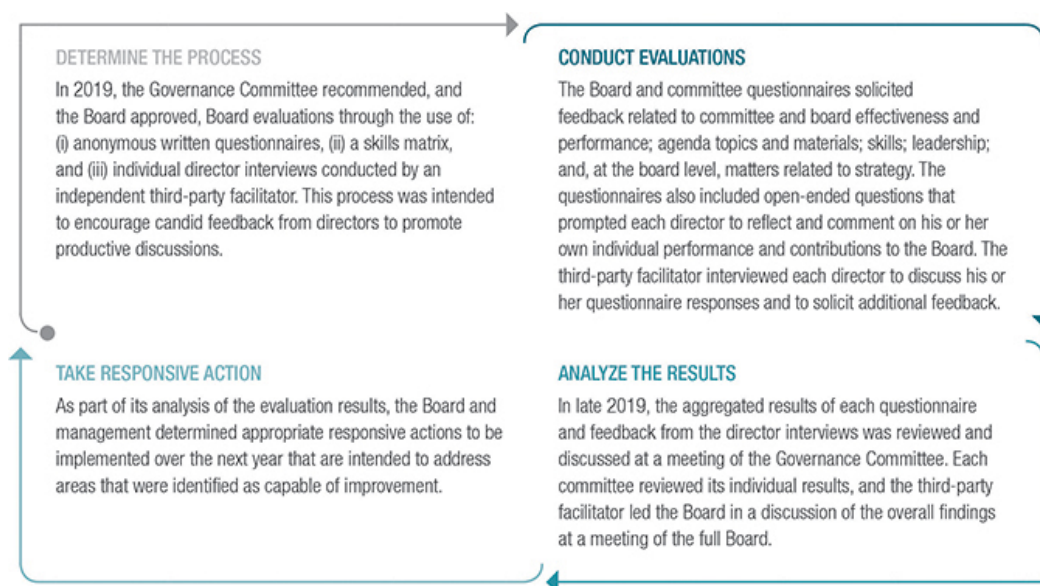 DETERMINE THE PROCESS
In 2019, the Governance Committee recommended, and
the Board approved, Board evaluations through the use of:
(i) anonymous written questionnaires, (ii) a skills matrix,
and (iii) individual director interviews conducted by an
independent third-party facilitator. This process was intended
to encourage candid feedback from directors to promote
productive discussions.
CONDUCT EVALUATIONS
The Board and committee questionnaires solicited
feedback related to committee and board effectiveness and
performance; agenda topics and materials; skills; leadership;
and, at the board level, matters related to strategy. The
questionnaires also included open-ended questions that
prompted each director to reflect and comment on his or her
own individual performance and contributions to the Board. The
third-party facilitator interviewed each director to discuss his or
her questionnaire responses and to solicit additional feedback.
TAKE RESPONSIVE ACTION
As part of its analysis of the evaluation results, the Board and
management determined appropriate responsive actions to be
implemented over the next year that are intended to address
areas that were identified as capable of improvement.
ANALYZE THE RESULTS
In late 2019, the aggregated results of each questionnaire
and feedback from the director interviews was reviewed and
discussed at a meeting of the Governance Committee. Each
committee reviewed its individual results, and the third-party
facilitator led the Board in a discussion of the overall findings
at a meeting of the full Board.